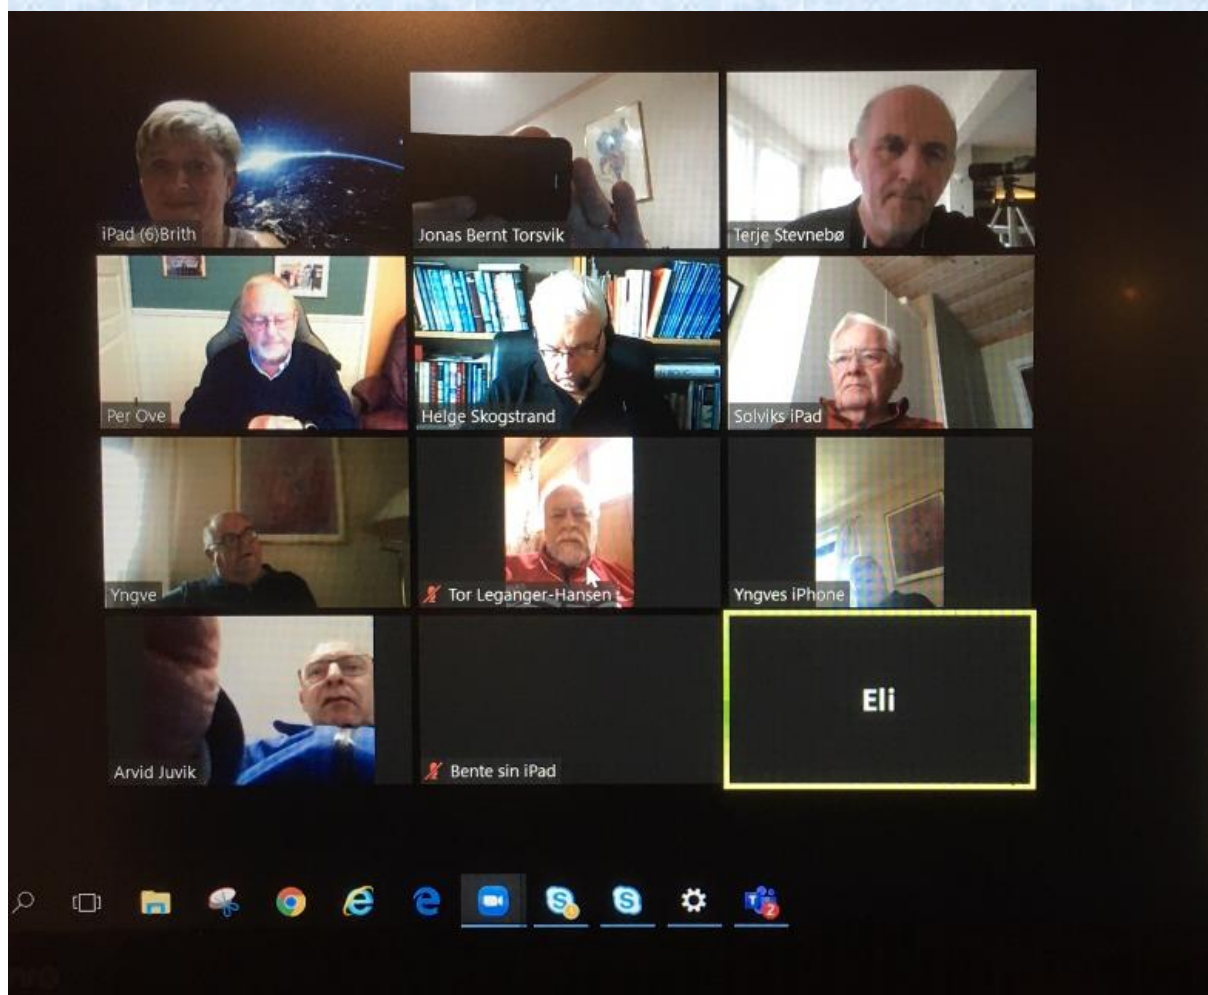 iPad (6)Brith
Jonas Bernt Torsvik
Terje Stevnebø
Per Ove
Helge Skogstrand
Solviks iPad
Yngve
Tor Leganger-Hansen
Yngves iPhone
Arvid Juvik
Bente sin iPad
Eli
2